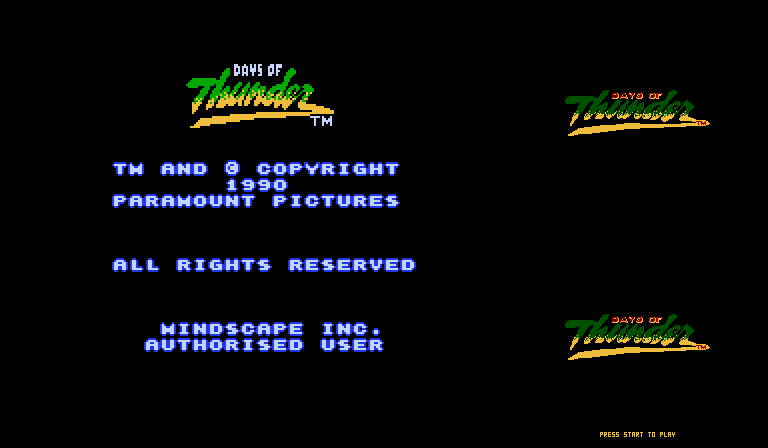 DAYS OF
Thunder
TM
TM AND @ COPYRIGHT
1990
PARAMOUNT PICTURES
ALL RIGHTS RESERVED
MINDSCAPE INC.
AUTHORISED USER
DAYS OF
Thunder
TM
DAYS OF
Thunder
TM
PRESS START TO PLAY